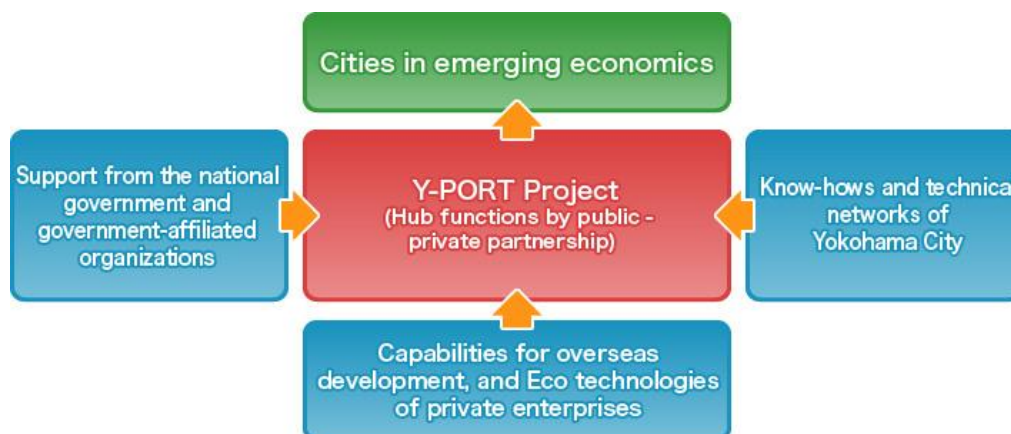 Cities in emerging economics
Support from the national
government and
government-affiliated
organizations
Y-PORT Project
(Hub functions by public -
private partnership)
Know-hows and technica
networks of
Yokohama City
Capabilities for overseas
development, and Eco technologies
of private enterprises